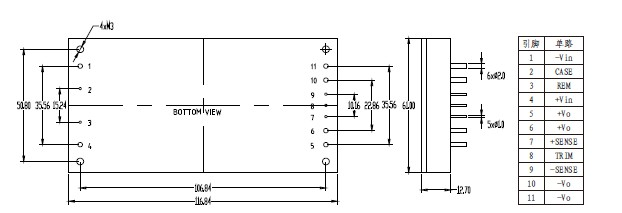 4xM3
1
2
3
4
11
10
9
8
7
6
5
BOTTOM VIEW
50.80
35.56
15.24
10.16
22.86
35.56
61.00
106.84
116.84
12.70
6xø2.0
5xø1.0
引脚 单路
1 -Vin
2 CASE
3 REM
4 +Vin
5 +Vo
6 +Vo
7 +SENSE
8 TRIM
9 -SENSE
10 -Vo
11 -Vo